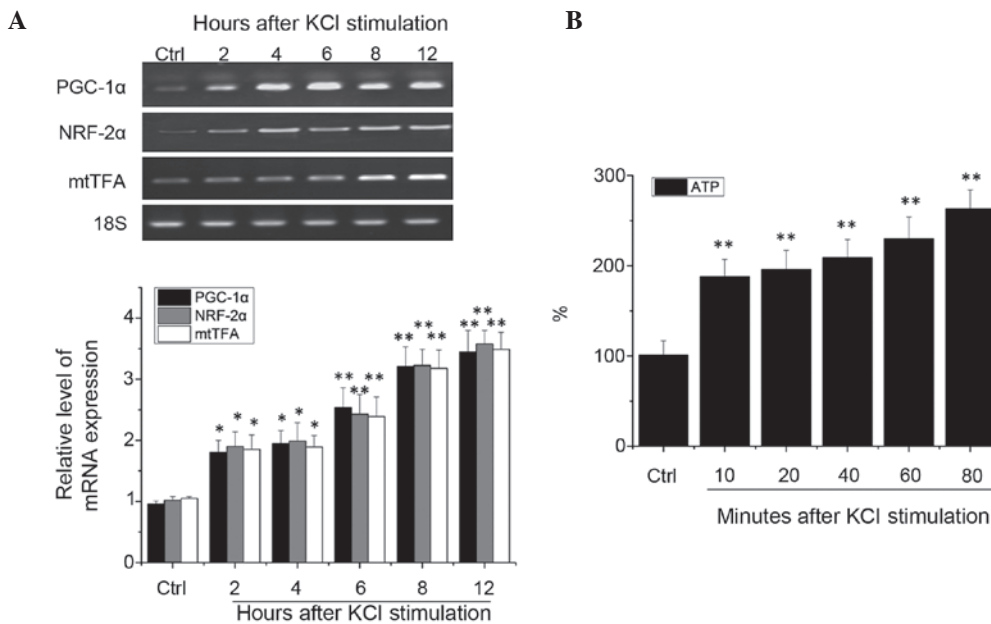 A
Hours after KCl stimulation
Ctrl 2 4 6 8 12
PGC-1α
NRF-2α
mtTFA
18S
PGC-1α
NRF-2α
mtTFA
Relative level of
mRNA expression
4
3
2
1
0
* * *
* * *
** ** **
** ** **
** ** **
Ctrl 2 4 6 8 12
Hours after KCl stimulation
B
ATP
%
300
200
100
0
** ** ** ** **
Ctrl 10 20 40 60 80
Minutes after KCl stimulation